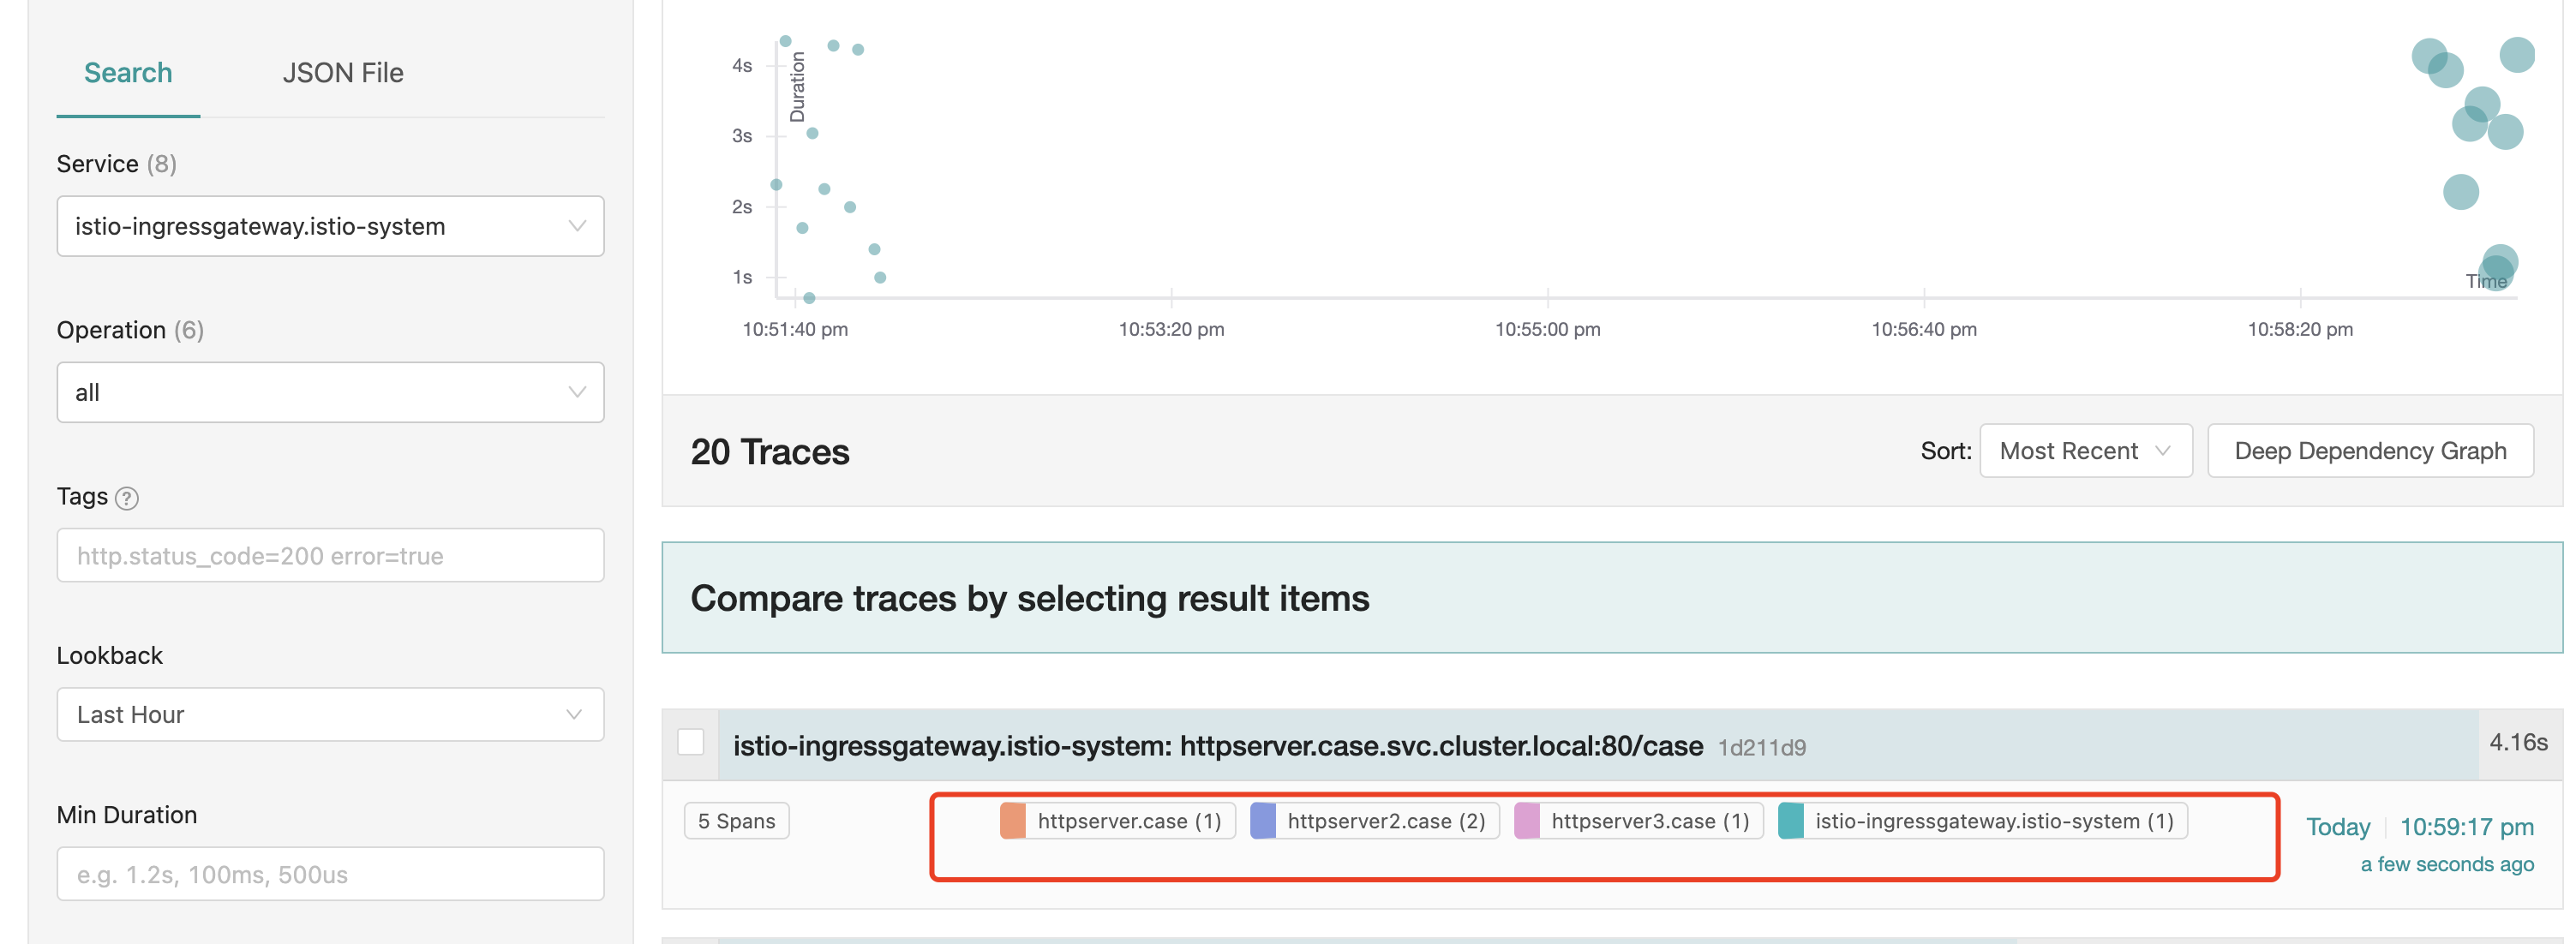 Search JSON File
Service (8)
istio-ingressgateway.istio-system
Operation (6)
all
Tags ?
http.status_code=200 error=true
Lookback
Last Hour
Min Duration
e.g. 1.2s, 100ms, 500us
Duration
4s
3s
2s
1s
Time
10:51:40 pm 10:53:20 pm 10:55:00 pm 10:56:40 pm 10:58:20 pm
20 Traces Sort: Most Recent Deep Dependency Graph
Compare traces by selecting result items
istio-ingressgateway.istio-system: httpserver.case.svc.cluster.local:80/case 1d211d9 4.16s
5 Spans httpserver.case (1) httpserver2.case (2) httpserver3.case (1) istio-ingressgateway.istio-system (1) Today 10:59:17 pm
a few seconds ago